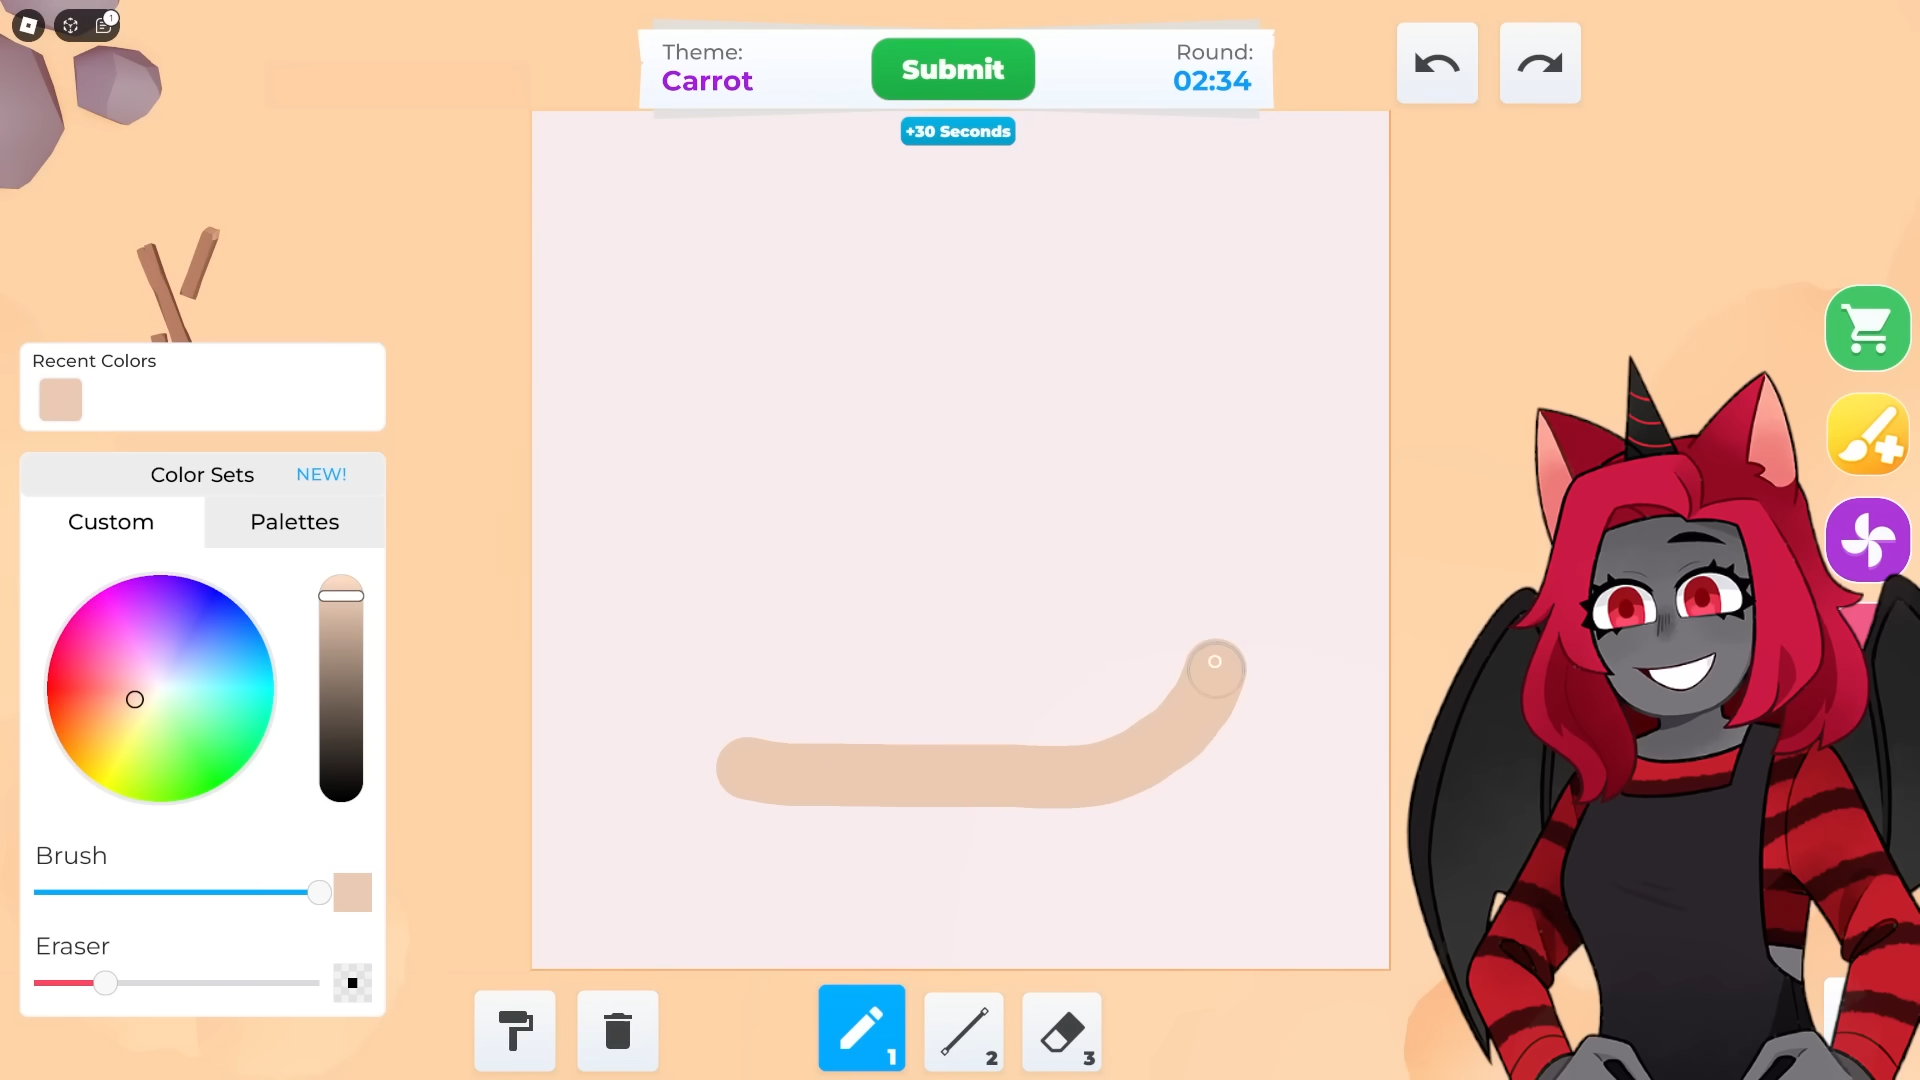 1
Theme:
Carrot
Submit
Round:
02:34
+30 Seconds
Recent Colors
Color Sets NEW!
Custom
Palettes
Brush
Eraser
1
2
3